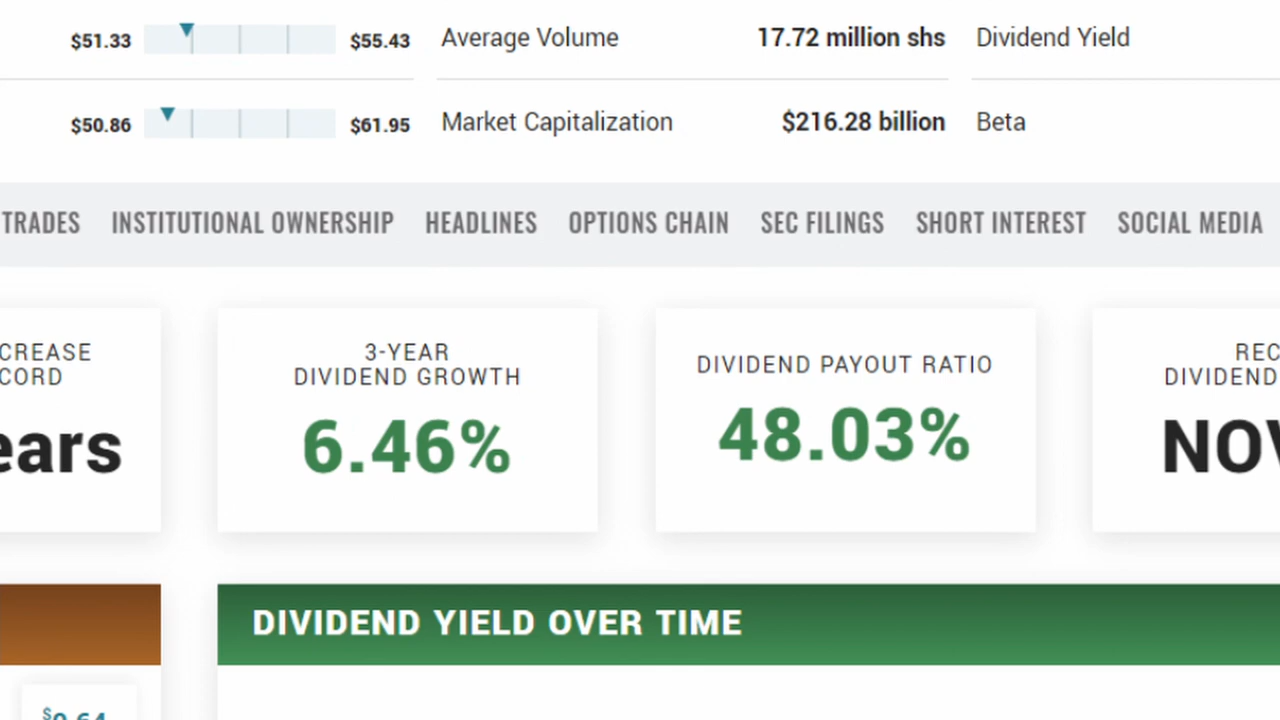 $51.33 $55.43 Average Volume 17.72 million shs Dividend Yield
$50.86 $61.95 Market Capitalization $216.28 billion Beta
TRADES INSTITUTIONAL OWNERSHIP HEADLINES OPTIONS CHAIN SEC FILINGS SHORT INTEREST SOCIAL MEDIA
CREASE
CORD
ears
3-YEAR
DIVIDEND GROWTH
6.46%
DIVIDEND PAYOUT RATIO
48.03%
REC
DIVIDEND
NOV
DIVIDEND YIELD OVER TIME